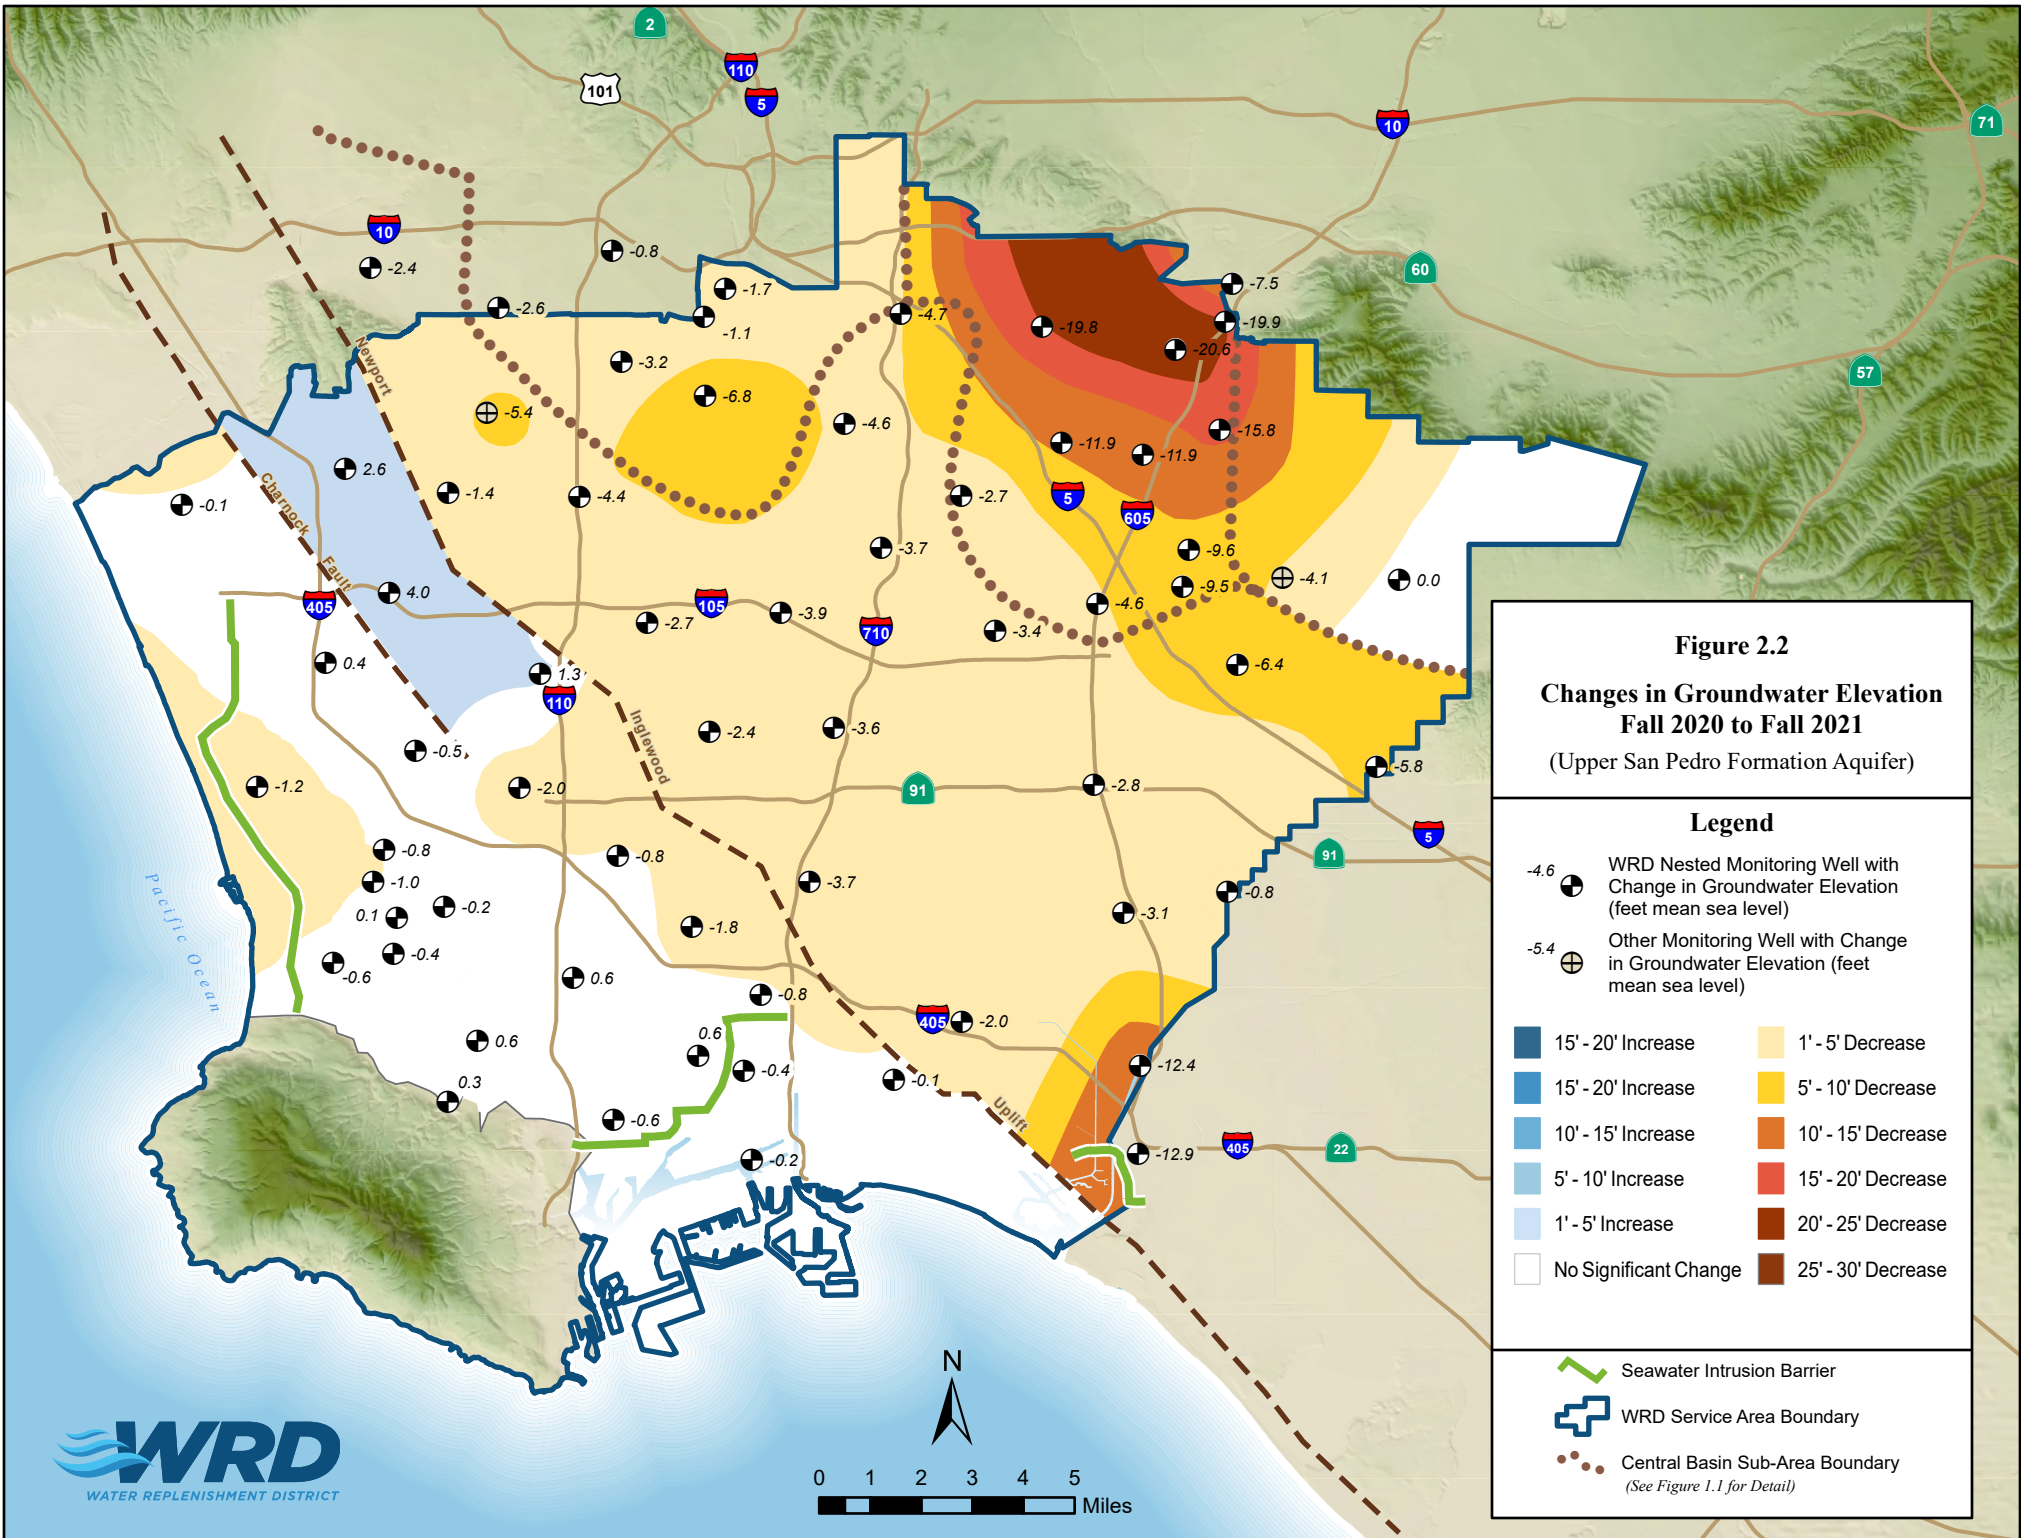 2
110
5
101
10
71
10
-0.8
-2.4
60
-1.7
-7.5
-2.6
-4.7
-1.1
-19.8
-19.9
-20.6
Newport
-3.2
57
-6.8
-5.4
-4.6
-15.8
-11.9
-11.9
2.6
-1.4
-4.4
-2.7
5
-0.1
Charnock
605
-3.7
-9.6
Fault
4.0
-9.5
-4.1
0.0
405
105
-4.6
-2.7
-3.9
710
-3.4
0.4
-6.4
1.3
110
Inglewood
-2.4
-3.6
-0.5
-5.8
-1.2
-2.0
91
-2.8
5
-0.8
-0.8
91
-1.0
-3.7
-0.8
0.1
-0.2
-1.8
-3.1
-0.4
-0.6
0.6
Pacific Ocean
-0.8
405
-2.0
0.6
0.6
-12.4
-0.4
-0.1
0.3
Uplift
-0.6
-0.2
-12.9
405
22
Figure 2.2
Changes in Groundwater Elevation
Fall 2020 to Fall 2021
(Upper San Pedro Formation Aquifer)
Legend
-4.6
WRD Nested Monitoring Well with
Change in Groundwater Elevation
(feet mean sea level)
-5.4
Other Monitoring Well with Change
in Groundwater Elevation (feet
mean sea level)
15' - 20' Increase
15' - 20' Increase
10' - 15' Increase
5' - 10' Increase
1' - 5' Increase
No Significant Change
1' - 5' Decrease
5' - 10' Decrease
10' - 15' Decrease
15' - 20' Decrease
20' - 25' Decrease
25' - 30' Decrease
Seawater Intrusion Barrier
WRD Service Area Boundary
Central Basin Sub-Area Boundary
(See Figure 1.1 for Detail)
N
0 1 2 3 4 5
Miles
WRD
WATER REPLENISHMENT DISTRICT